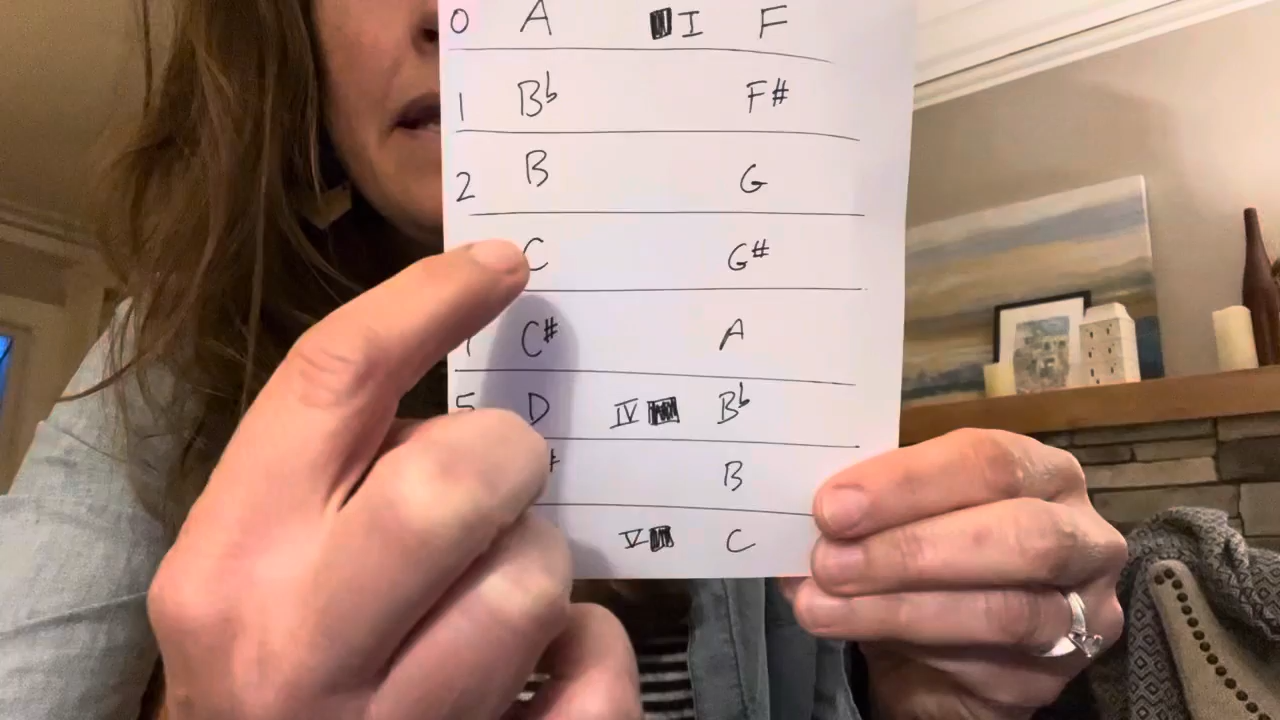 0 A I F
1 B♭ F#
2 B G
C G#
C# A
5 D IV B♭
# B
V C